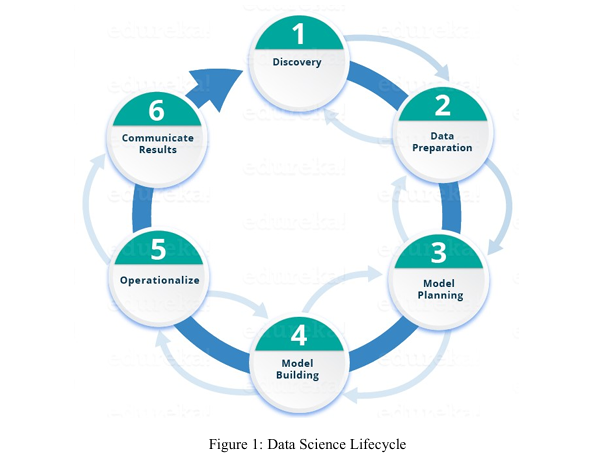 1
Discovery
2
Data
Preparation
3
Model
Planning
4
Model
Building
5
Operationalize
6
Communicate
Results
edureka!
Figure 1: Data Science Lifecycle